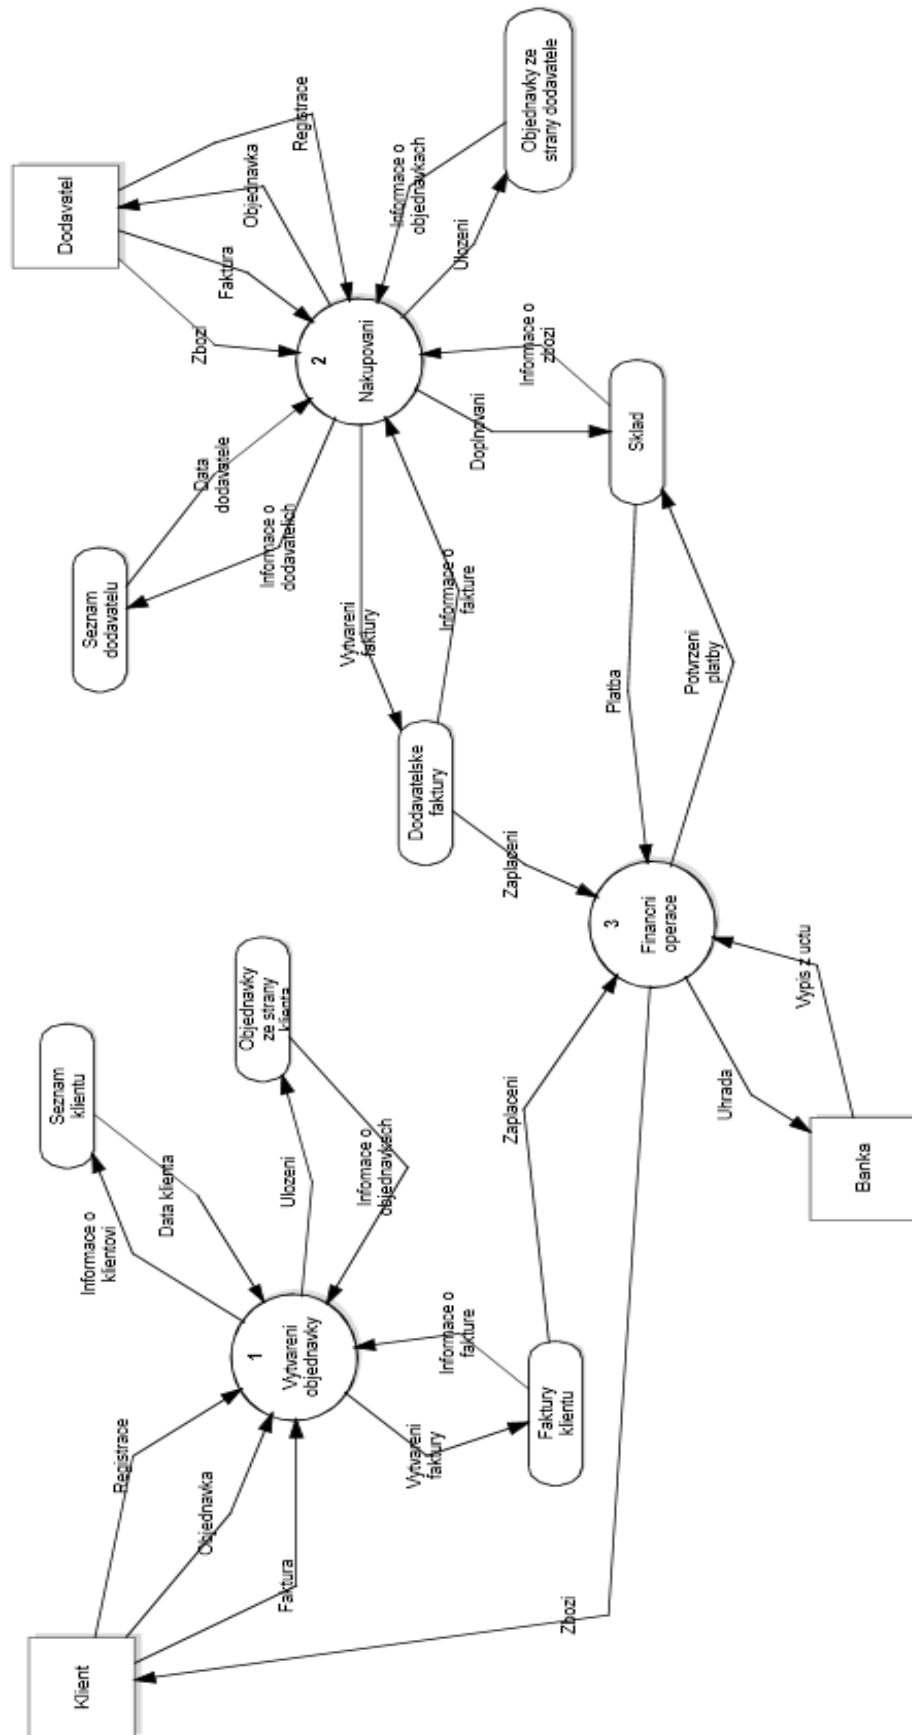 Klient
Registrace
Objednavka
Faktura
Zbozi
1
Vytvareni
objednavky
Informace o
klientovi
Data klienta
Seznam
klientu
Ulozeni
Objednavky
ze strany
klienta
Informace o
objednavkach
Vytvareni
faktury
Informace o
fakture
Faktury
klientu
Zaplaceni
3
Financni
operace
Uhrada
Vypis z uctu
Banka
Zaplaceni
Platba
Potvrzeni
platby
Dodavatelske
faktury
Vytvareni
faktury
Informace o
fakture
Seznam
dodavatelu
Informace o
dodavatelich
Data
dodavatele
2
Nakupovani
Doplnovani
Informace o
zbozi
Sklad
Zbozi
Faktura
Objednavka
Registrace
Dodavatel
Ulozeni
Informace o
objednavkach
Objednavky ze
strany dodavatele